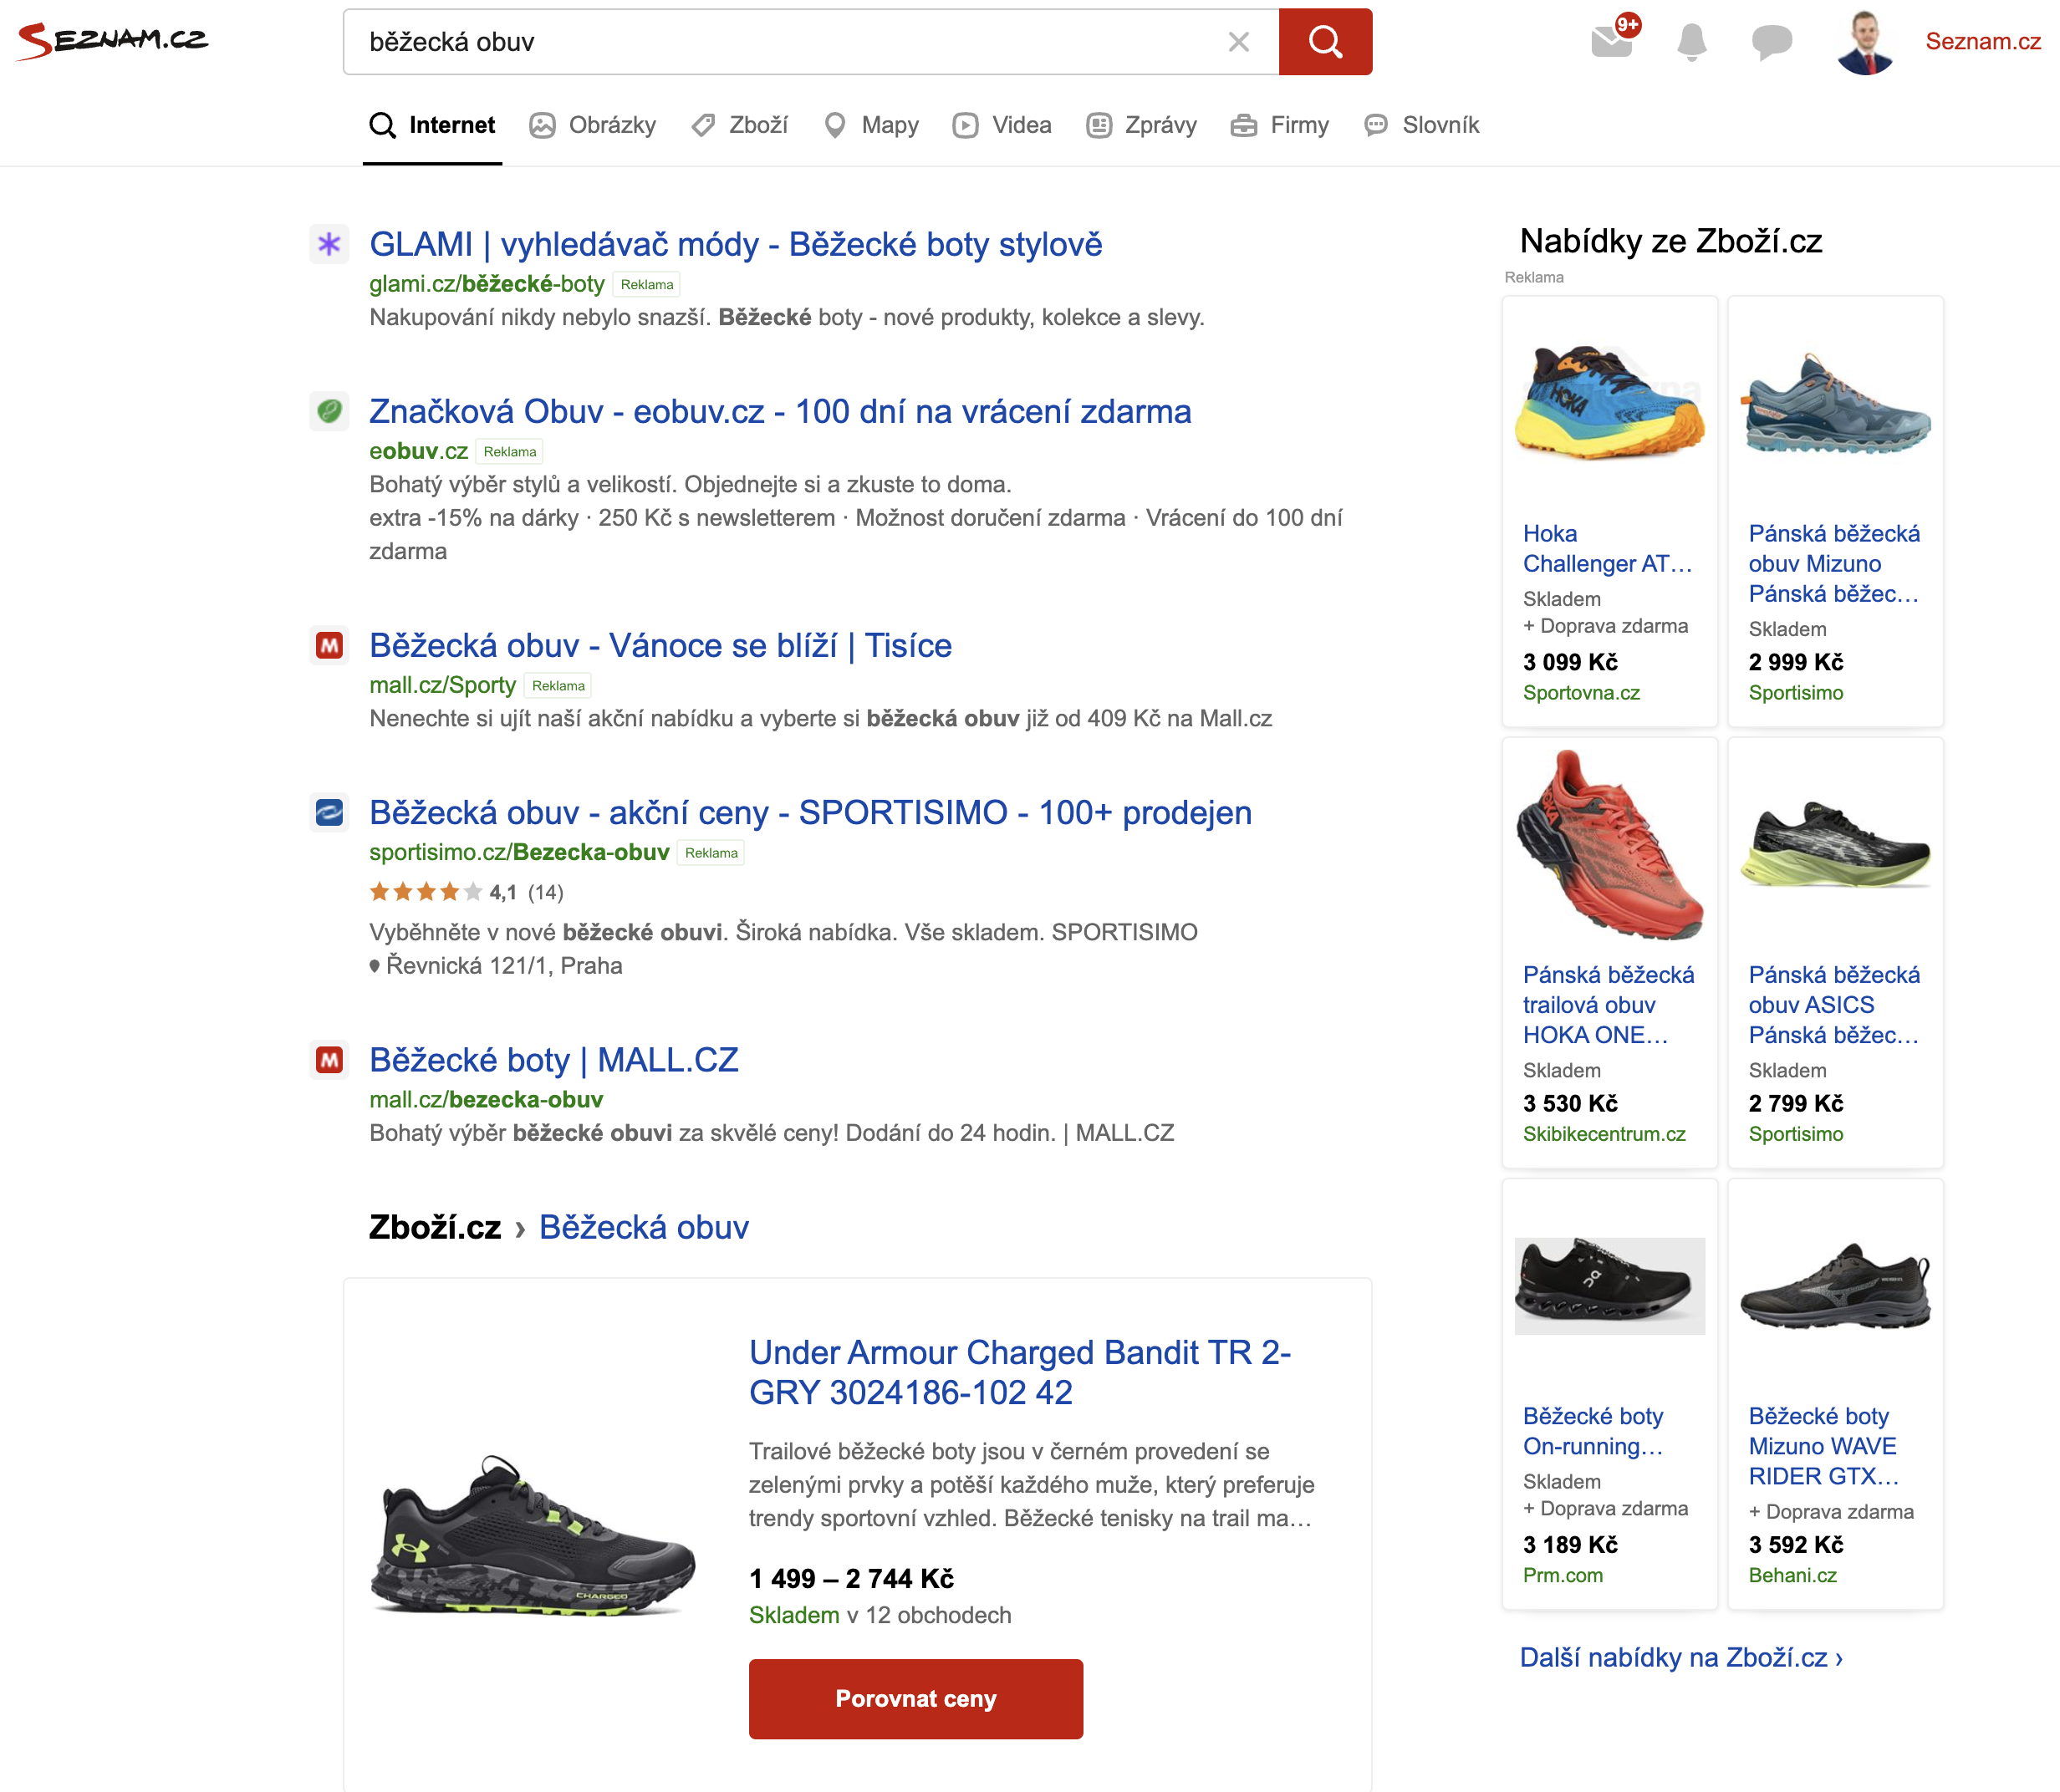 SEZNAM.CZ
běžecká obuv
9+
Seznam.cz
Internet
Obrázky
Zboží
Mapy
Videa
Zprávy
Firmy
Slovník
GLAMI | vyhledávač módy - Běžecké boty stylově
glami.cz/běžecké-boty Reklama
Nakupování nikdy nebylo snazší. Běžecké boty - nové produkty, kolekce a slevy.
Značková Obuv - eobuv.cz - 100 dní na vrácení zdarma
eobuv.cz Reklama
Bohatý výběr stylů a velikostí. Objednejte si a zkuste to doma.
extra -15% na dárky · 250 Kč s newsletterem · Možnost doručení zdarma · Vrácení do 100 dní
zdarma
M
Běžecká obuv - Vánoce se blíží | Tisíce
mall.cz/Sporty Reklama
Nenechte si ujít naší akční nabídku a vyberte si běžecká obuv již od 409 Kč na Mall.cz
Běžecká obuv - akční ceny - SPORTISIMO - 100+ prodejen
sportisimo.cz/Bezecka-obuv Reklama
4,1 (14)
Vyběhněte v nové běžecké obuvi. Široká nabídka. Vše skladem. SPORTISIMO
Řevnická 121/1, Praha
M
Běžecké boty | MALL.CZ
mall.cz/bezecka-obuv
Bohatý výběr běžecké obuvi za skvělé ceny! Dodání do 24 hodin. | MALL.CZ
Zboží.cz › Běžecká obuv
CHARGED
Under Armour Charged Bandit TR 2-
GRY 3024186-102 42
Trailové běžecké boty jsou v černém provedení se
zelenými prvky a potěší každého muže, který preferuje
trendy sportovní vzhled. Běžecké tenisky na trail ma…
1 499 – 2 744 Kč
Skladem v 12 obchodech
Porovnat ceny
Nabídky ze Zboží.cz
Reklama
HOKA
Hoka
Challenger AT…
Skladem
+ Doprava zdarma
3 099 Kč
Sportovna.cz
Pánská běžecká
obuv Mizuno
Pánská běžec…
Skladem
2 999 Kč
Sportisimo
HOKA
Pánská běžecká
trailová obuv
HOKA ONE…
Skladem
3 530 Kč
Skibikecentrum.cz
Pánská běžecká
obuv ASICS
Pánská běžec…
Skladem
2 799 Kč
Sportisimo
Běžecké boty
On-running…
Skladem
+ Doprava zdarma
3 189 Kč
Prm.com
Běžecké boty
Mizuno WAVE
RIDER GTX…
+ Doprava zdarma
3 592 Kč
Behani.cz
Další nabídky na Zboží.cz ›